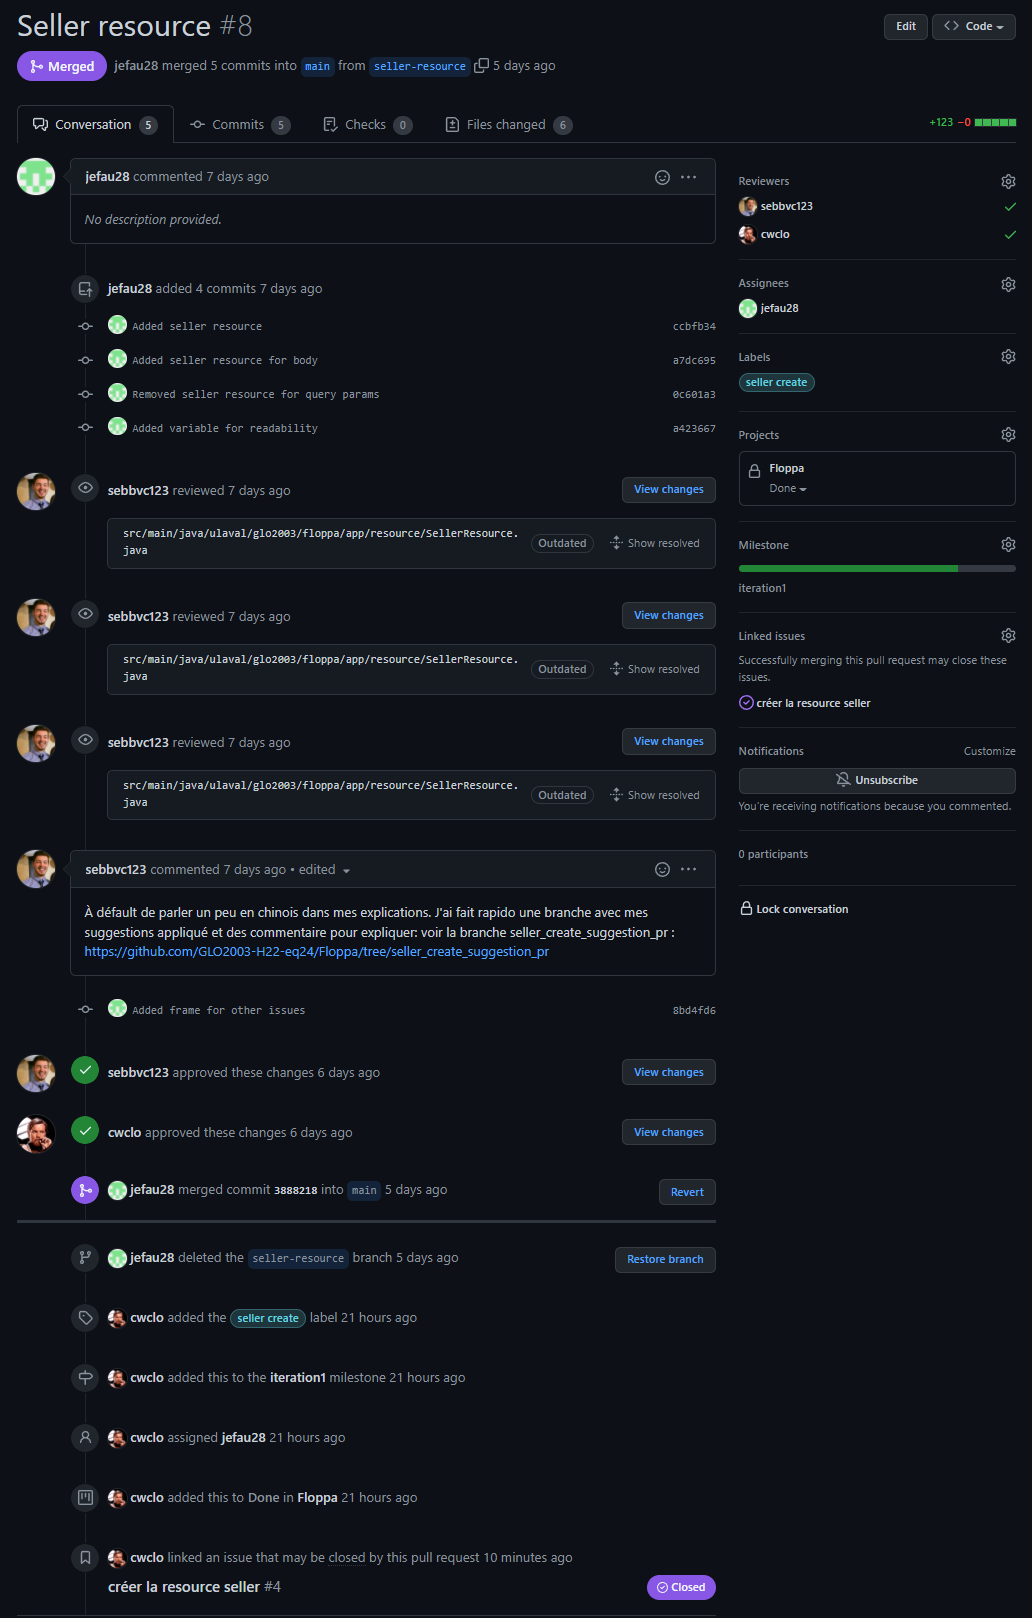 Seller resource #8
Edit
Code
Merged
jefau28 merged 5 commits into main from seller-resource 5 days ago
Conversation 5
Commits 5
Checks 0
Files changed 6
+123 −0
jefau28 commented 7 days ago
No description provided.
jefau28 added 4 commits 7 days ago
Added seller resource ccbfb34
Added seller resource for body a7dc695
Removed seller resource for query params 0c601a3
Added variable for readability a423667
sebbvc123 reviewed 7 days ago
View changes
src/main/java/ulaval/glo2003/floppa/app/resource/SellerResource.
java
Outdated
Show resolved
sebbvc123 reviewed 7 days ago
View changes
src/main/java/ulaval/glo2003/floppa/app/resource/SellerResource.
java
Outdated
Show resolved
sebbvc123 reviewed 7 days ago
View changes
src/main/java/ulaval/glo2003/floppa/app/resource/SellerResource.
java
Outdated
Show resolved
sebbvc123 commented 7 days ago • edited
À défault de parler un peu en chinois dans mes explications. J'ai fait rapido une branche avec mes
suggestions appliqué et des commentaire pour expliquer: voir la branche seller_create_suggestion_pr :
https://github.com/GLO2003-H22-eq24/Floppa/tree/seller_create_suggestion_pr
Added frame for other issues 8bd4fd6
sebbvc123 approved these changes 6 days ago
View changes
cwclo approved these changes 6 days ago
View changes
jefau28 merged commit 3888218 into main 5 days ago
Revert
jefau28 deleted the seller-resource branch 5 days ago
Restore branch
cwclo added the seller create label 21 hours ago
cwclo added this to the iteration1 milestone 21 hours ago
cwclo assigned jefau28 21 hours ago
cwclo added this to Done in Floppa 21 hours ago
cwclo linked an issue that may be closed by this pull request 10 minutes ago
créer la resource seller #4
Closed
Reviewers
sebbvc123
cwclo
Assignees
jefau28
Labels
seller create
Projects
Floppa
Done
Milestone
iteration1
Linked issues
Successfully merging this pull request may close these
issues.
créer la resource seller
Notifications
Customize
Unsubscribe
You're receiving notifications because you commented.
0 participants
Lock conversation